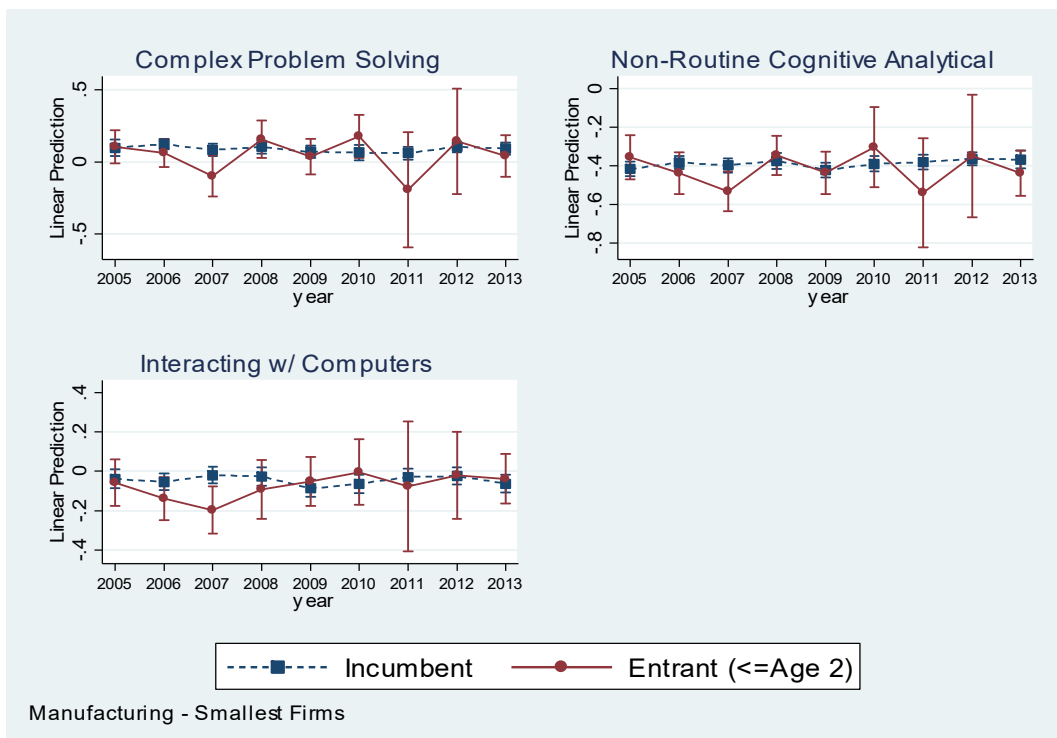 Complex Problem Solving
Linear Prediction
.5
0
-.5
2005 2006 2007 2008 2009 2010 2011 2012 2013
year
Non-Routine Cognitive Analytical
Linear Prediction
0
-.2
-.4
-.6
-.8
2005 2006 2007 2008 2009 2010 2011 2012 2013
year
Interacting w/ Computers
Linear Prediction
.4
.2
0
-.2
-.4
2005 2006 2007 2008 2009 2010 2011 2012 2013
year
Incumbent
Entrant (<=Age 2)
Manufacturing - Smallest Firms